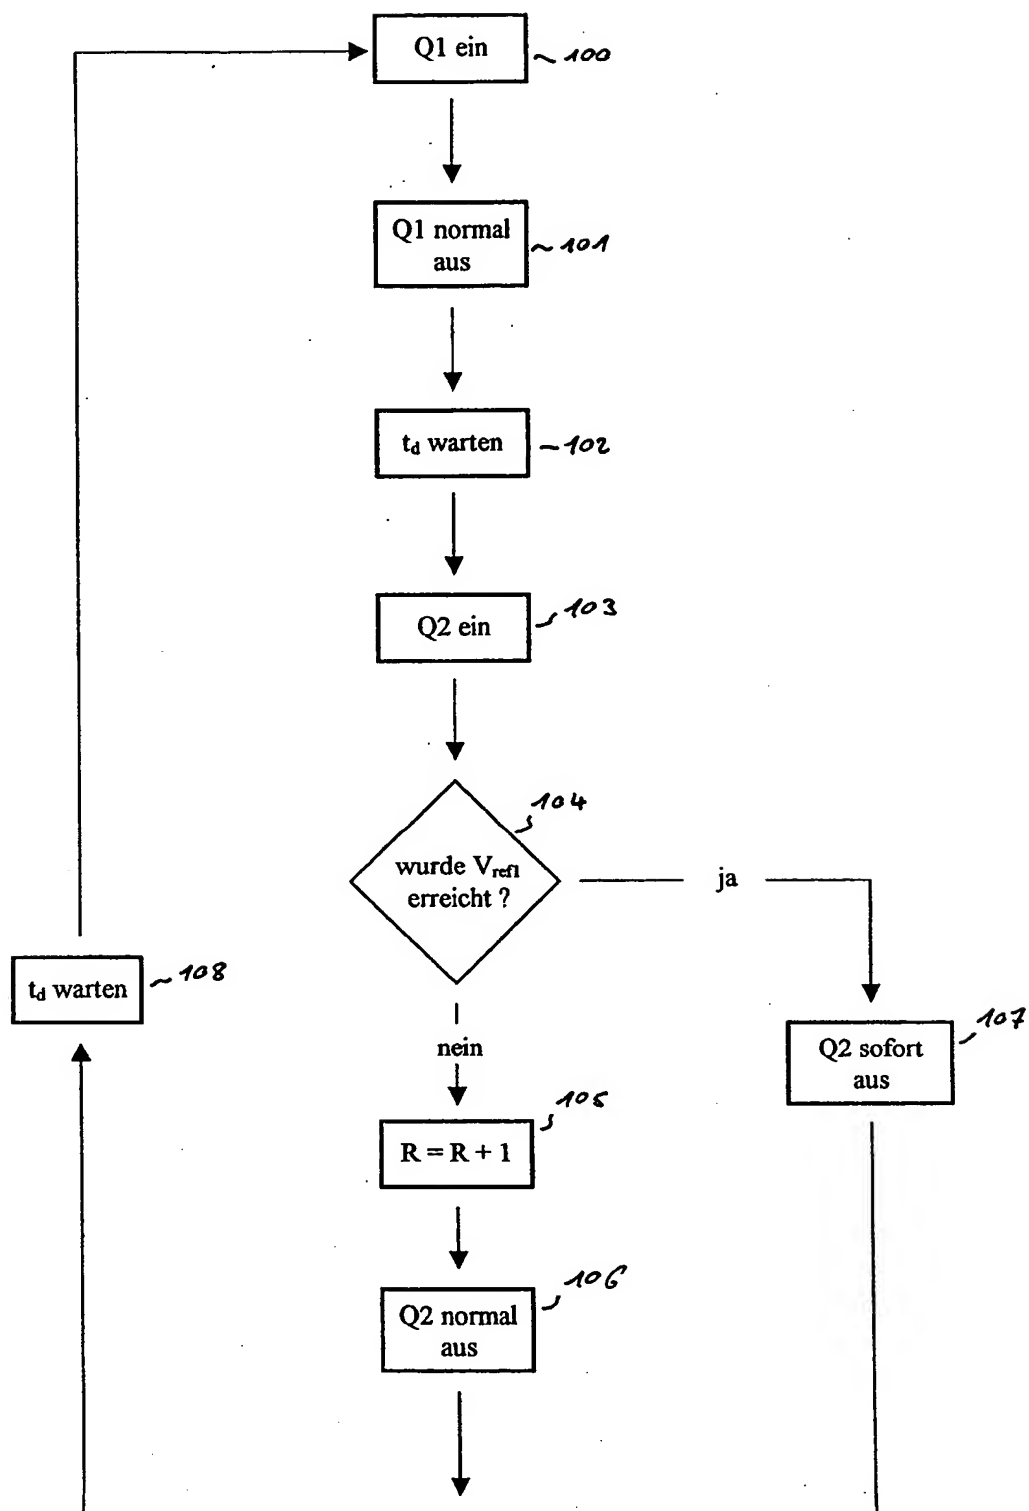 Q1 ein
100
Q1 normal
aus
101
t_d warten
102
Q2 ein
103
104
wurde V_ref1
erreicht ?
ja
nein
t_d warten
108
Q2 sofort
aus
107
105
R = R + 1
106
Q2 normal
aus